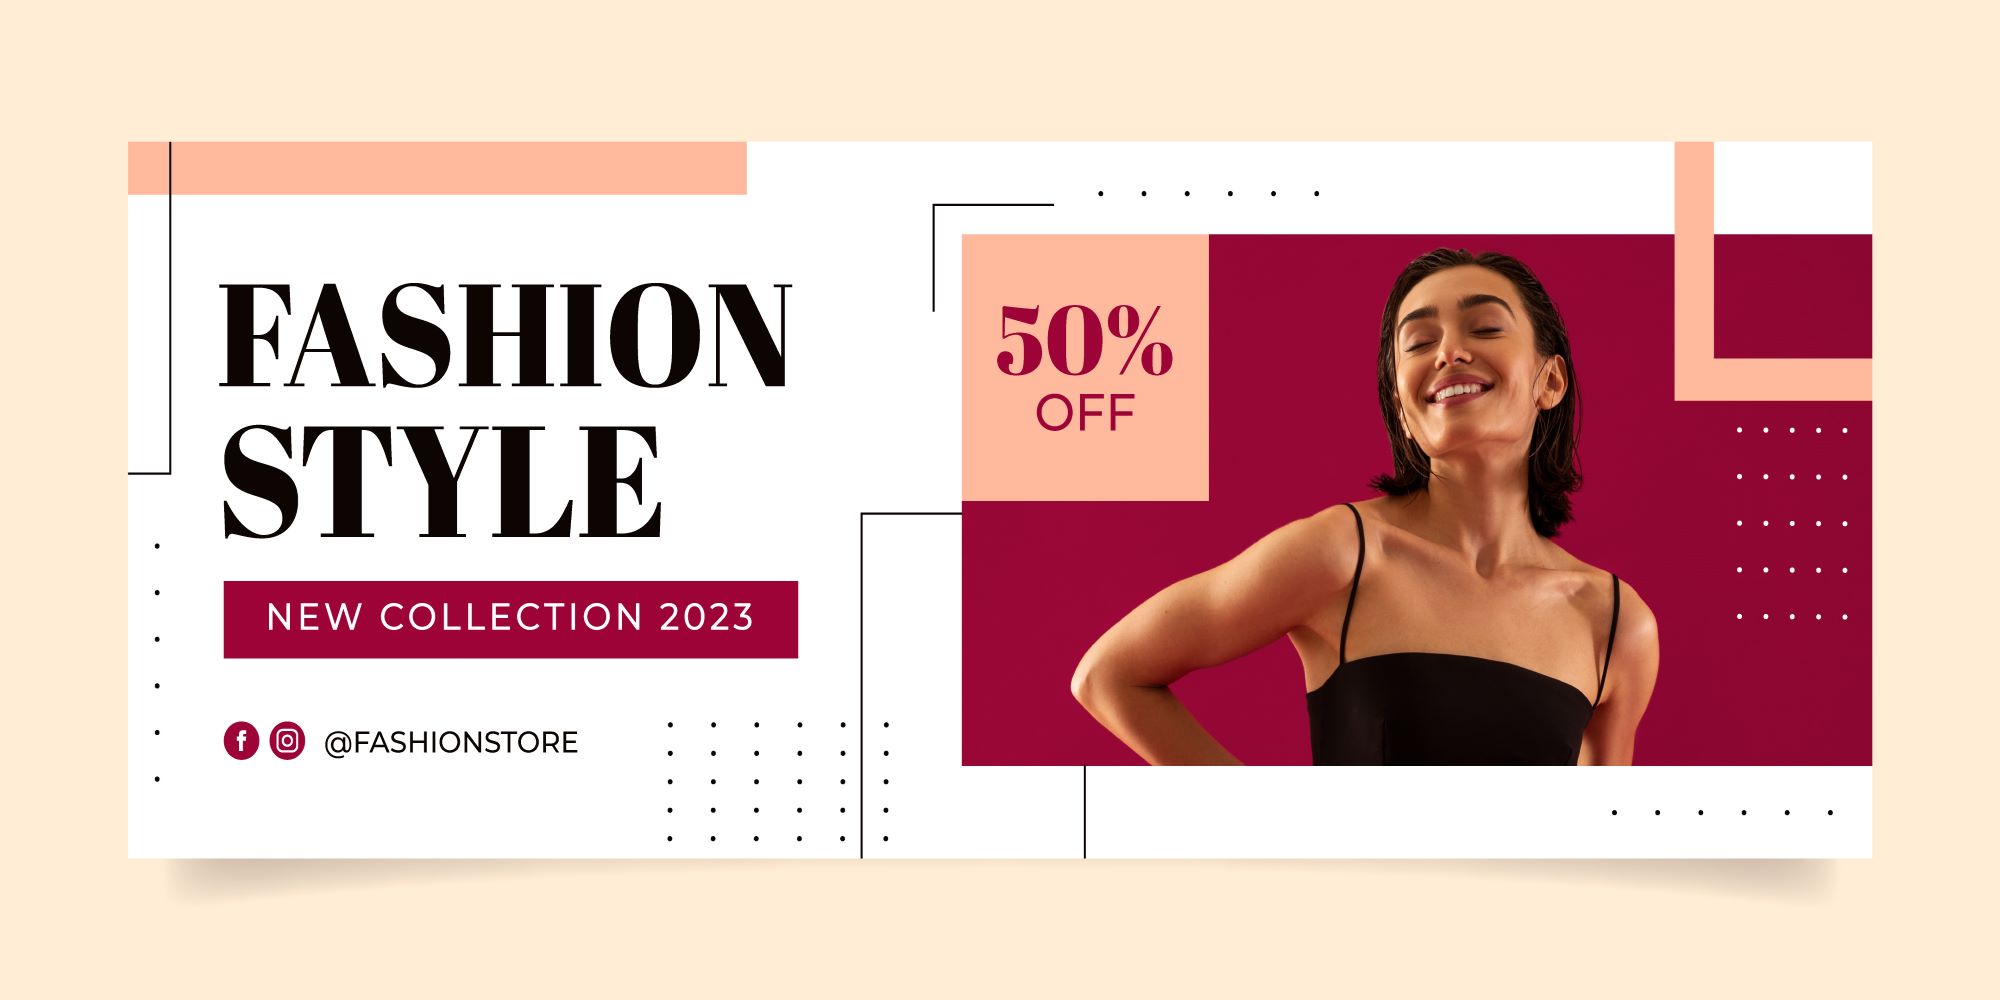 FASHION
STYLE
NEW COLLECTION 2023
@FASHIONSTORE
50%
OFF